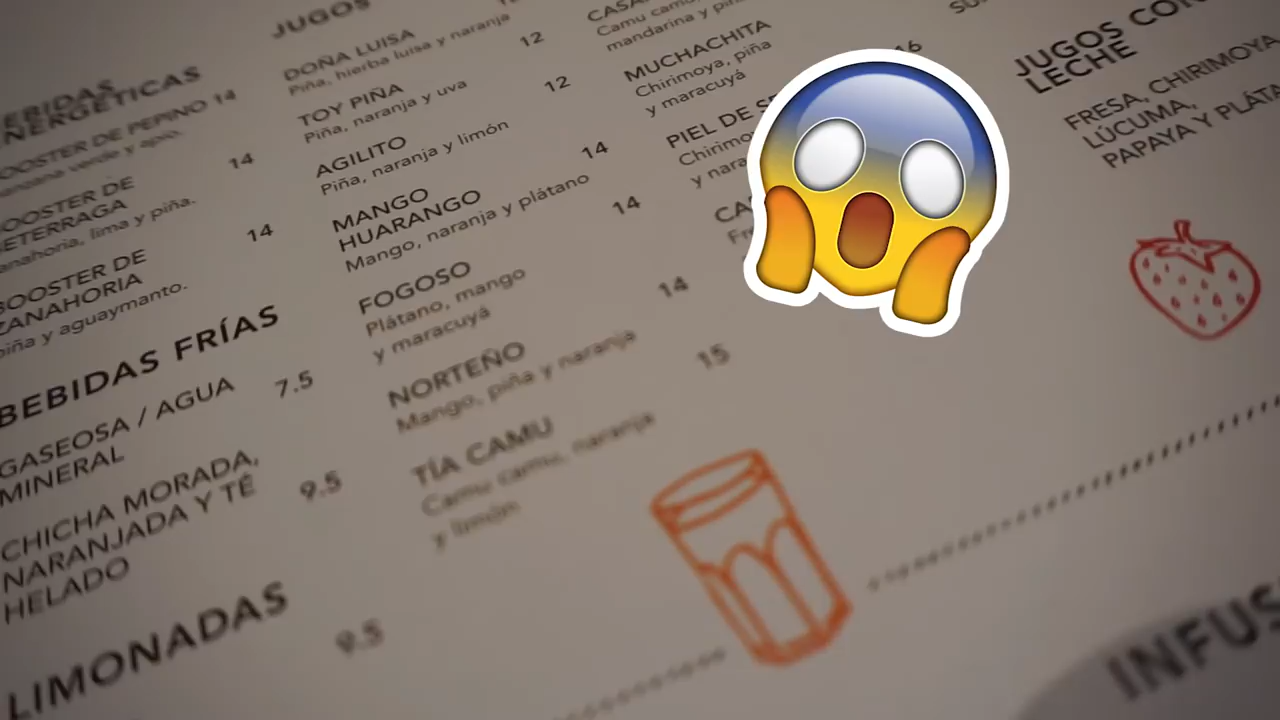 BEBIDAS
ENERGÉTICAS
BOOSTER DE PEPINO 14
manzana verde y apio.
BOOSTER DE 14
BETERRAGA
zanahoria, lima y piña.
BOOSTER DE 14
ZANAHORIA
piña y aguaymanto.
BEBIDAS FRÍAS
GASEOSA / AGUA 7.5
MINERAL
CHICHA MORADA, 9.5
NARANJADA Y TÉ
HELADO
LIMONADAS 9.5
JUGOS
DOÑA LUISA
Piña, hierba luisa y naranja
TOY PIÑA 12
Piña, naranja y uva
AGILITO 12
Piña, naranja y limón
MANGO 14
HUARANGO
Mango, naranja y plátano
FOGOSO 14
Plátano, mango
y maracuyá
NORTEÑO 14
Mango, piña y naranja
TÍA CAMU 15
Camu camu, naranja
y limón
Camu camu,
mandarina y
MUCHACHITA 16
Chirimoya, piña
y maracuyá
PIEL DE
JUGOS CON
LECHE
FRESA, CHIRIMOYA
LÚCUMA,
PAPAYA Y